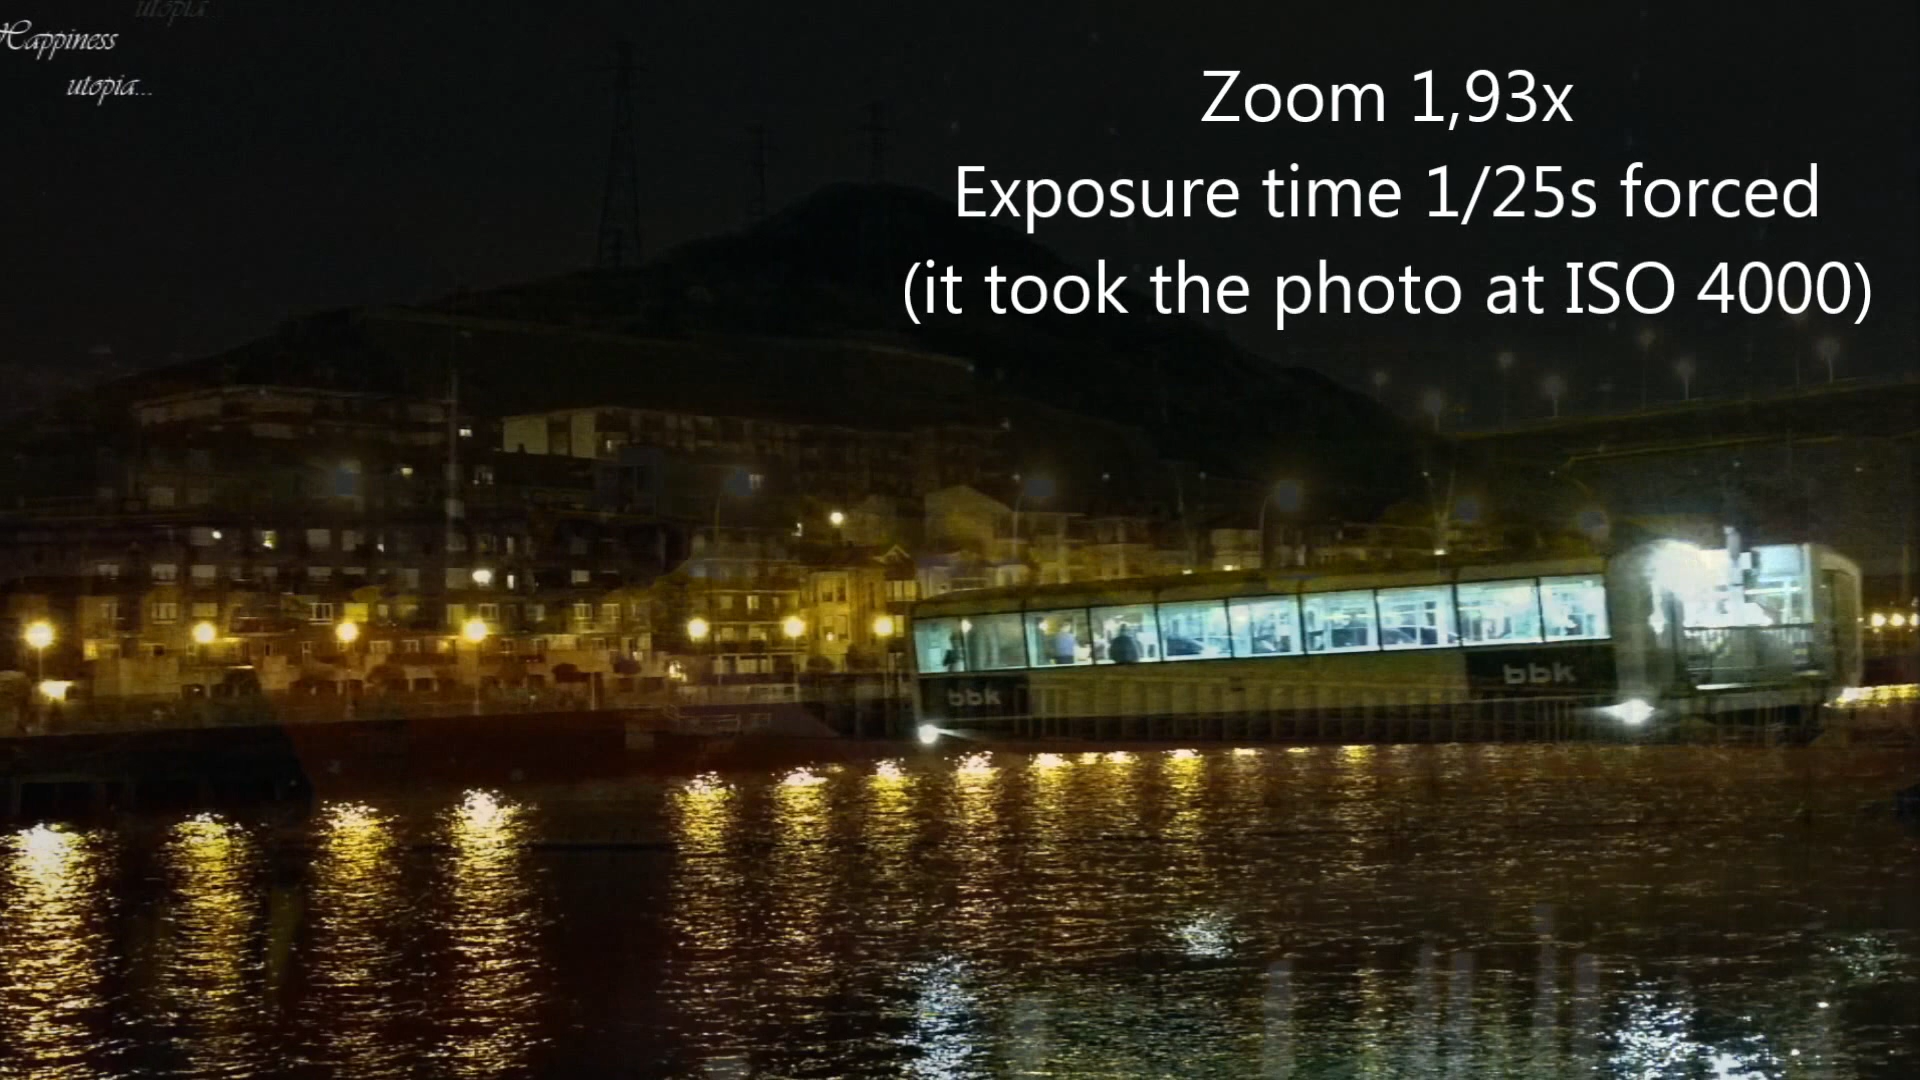 utopia...
Happiness
utopia...
Zoom 1,93x
Exposure time 1/25s forced
(it took the photo at ISO 4000)
bbk
bbk